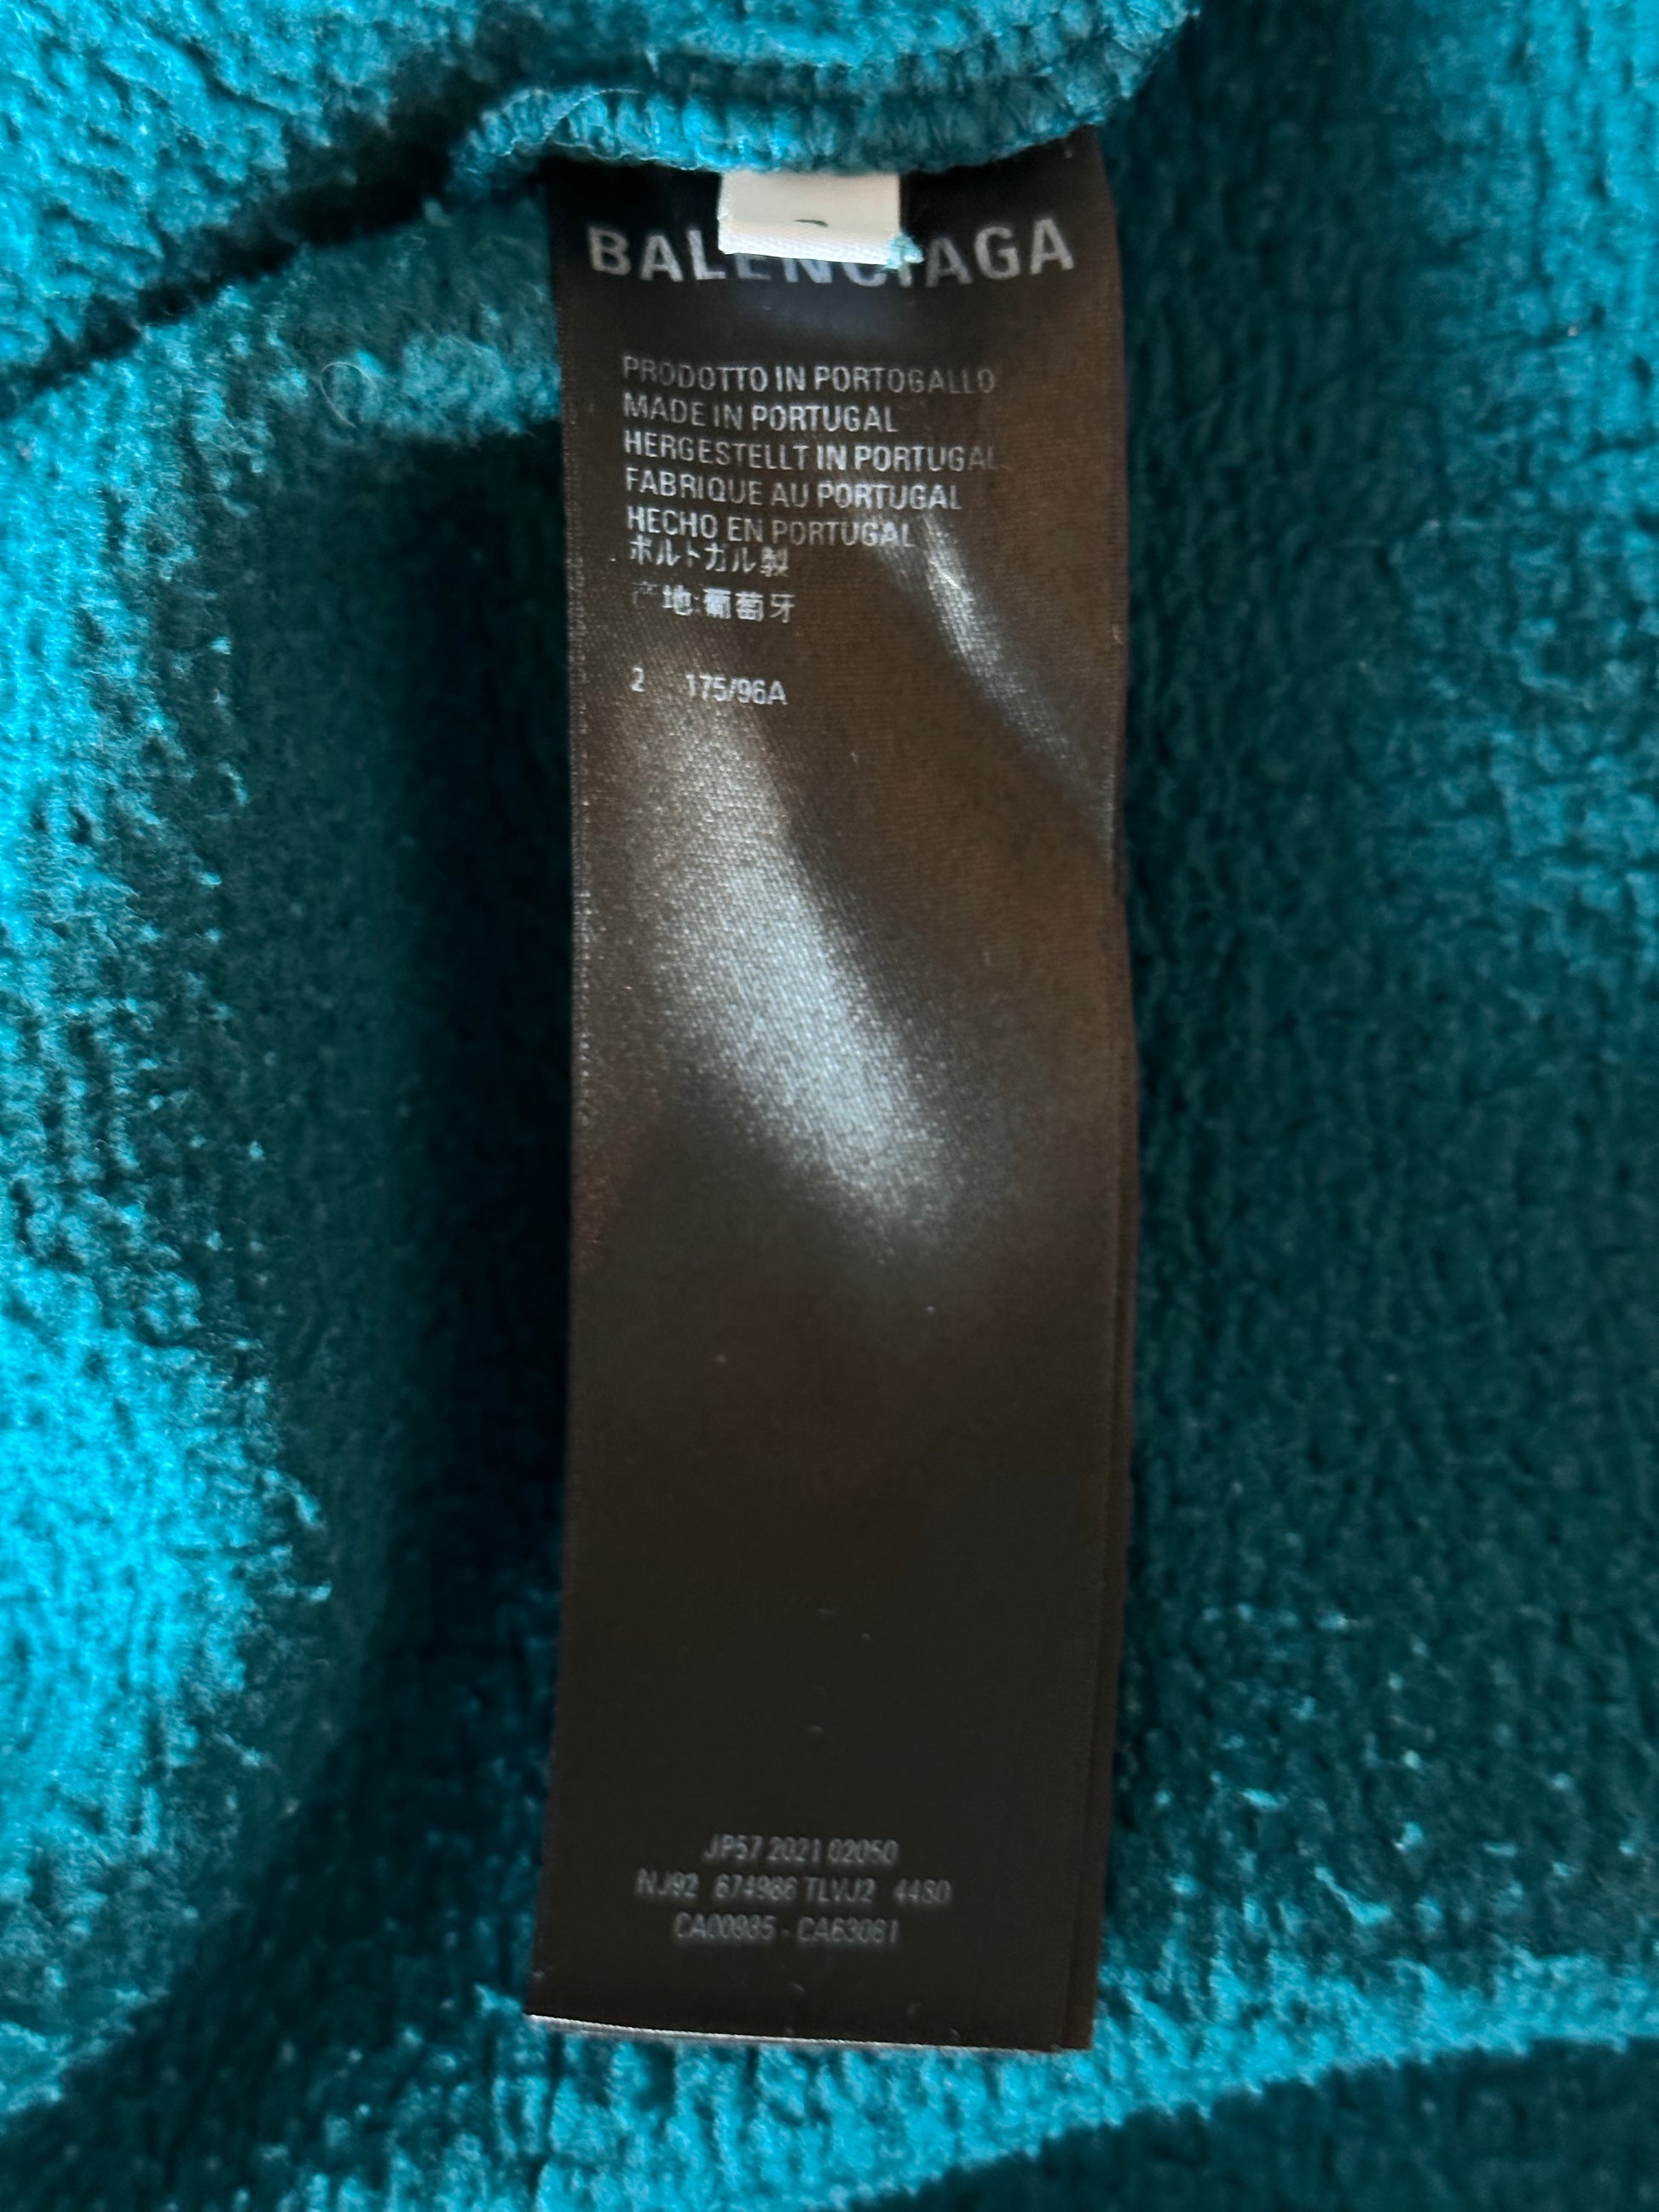 BALENCIAGA
PRODOTTO IN PORTOGALLO
MADE IN PORTUGAL
HERGESTELLT IN PORTUGAL
FABRIQUE AU PORTUGAL
HECHO EN PORTUGAL
ポルトガル製
产地:葡萄牙
2 175/96A
JP57 2021 02050
NJ92 674986 TLVJ2 4480
CA00985 - CA63061